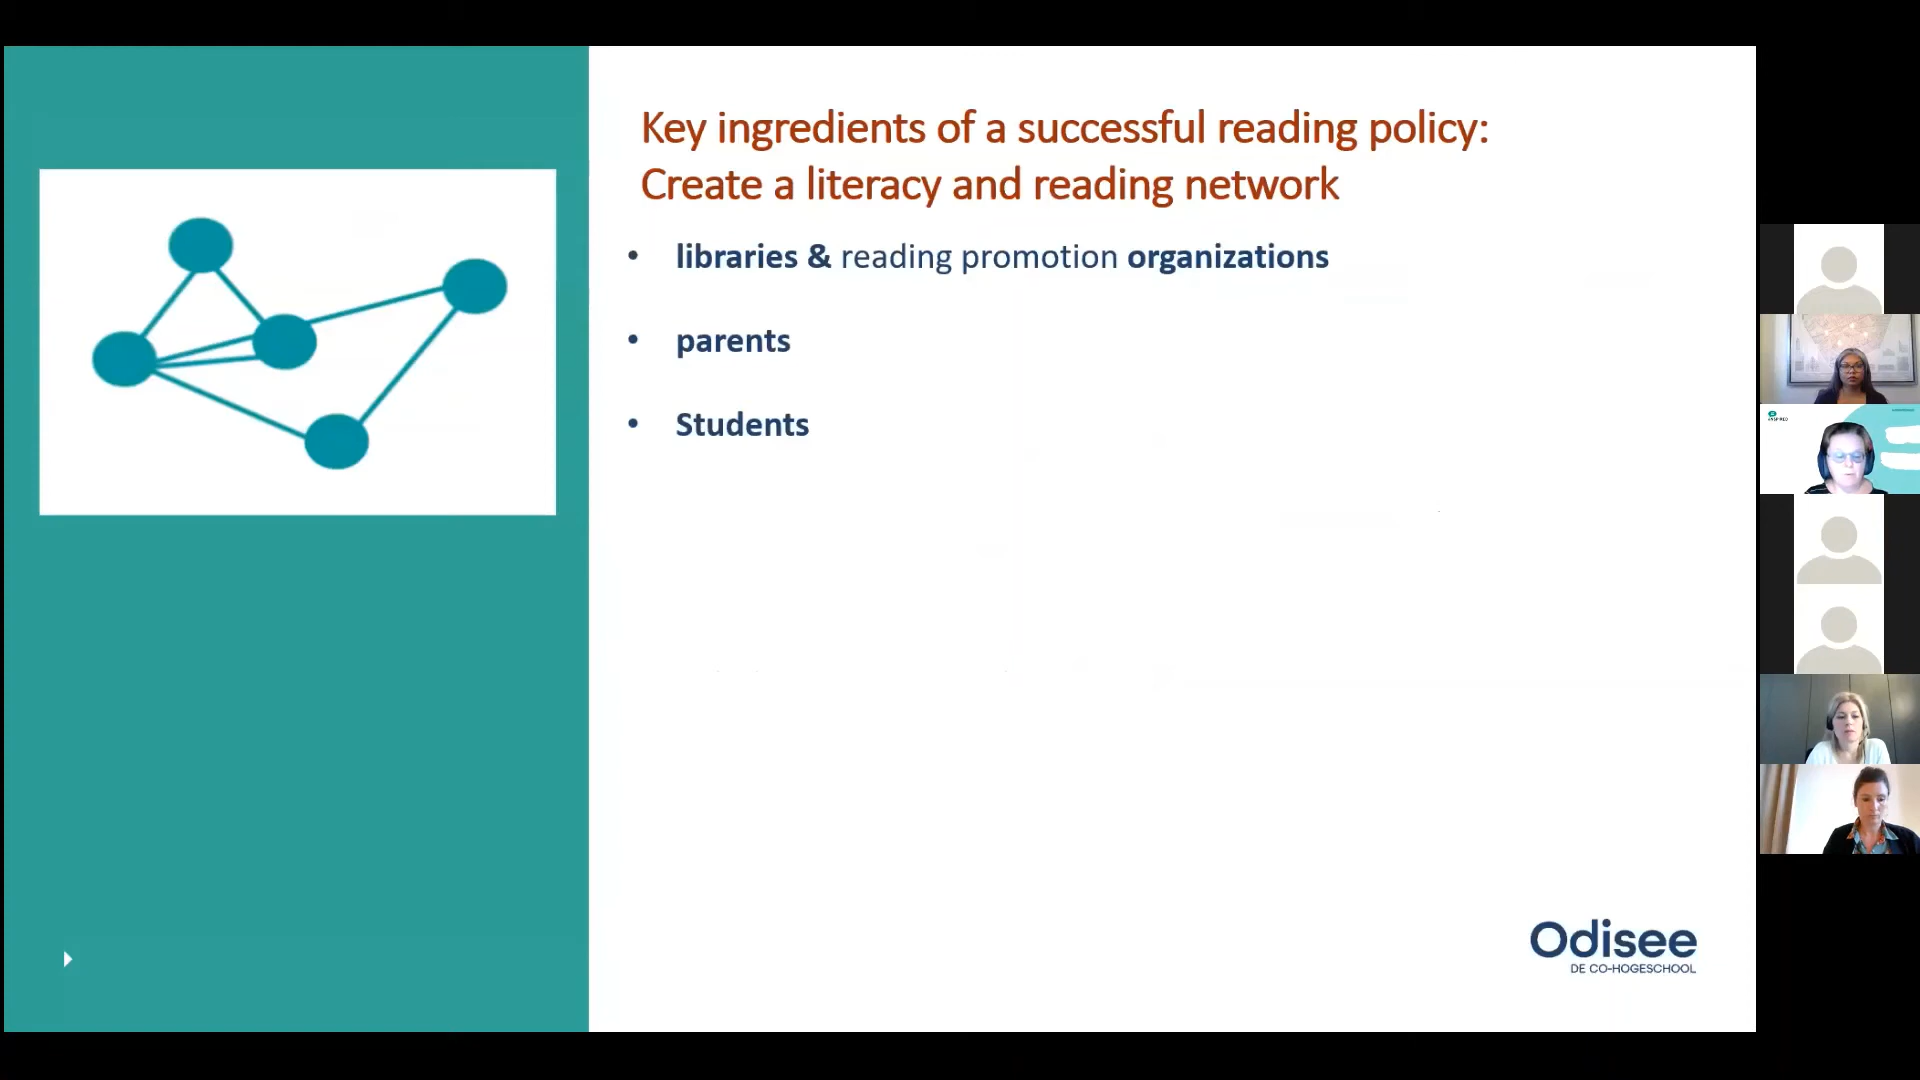 Key ingredients of a successful reading policy:
Create a literacy and reading network
• libraries & reading promotion organizations
• parents
• Students
Odisee
DE CO-HOGESCHOOL